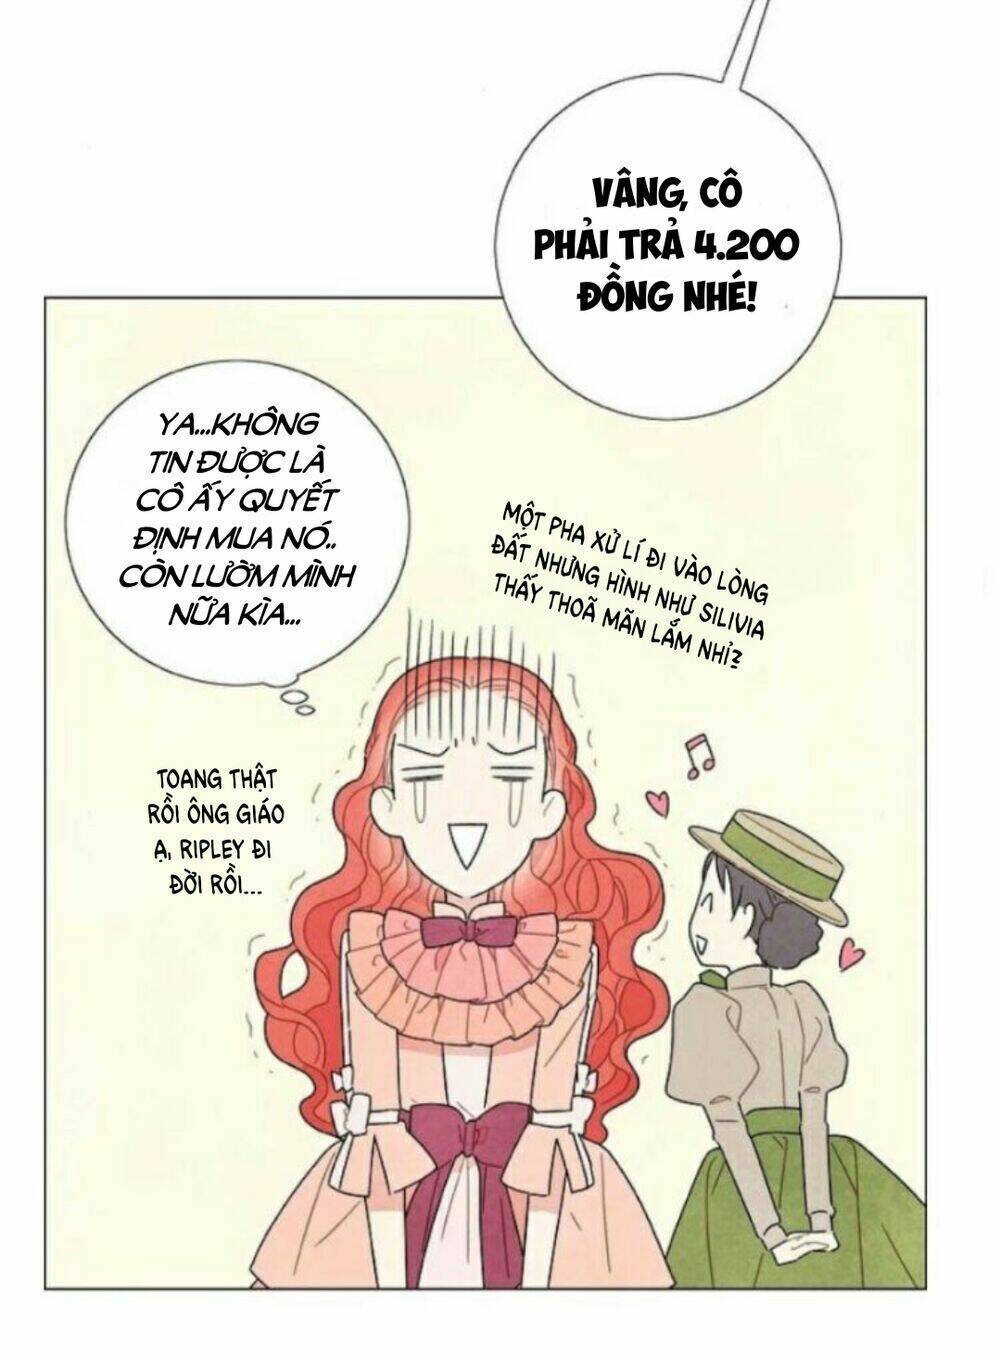 VÂNG, CÔ
PHẢI TRẢ 4.200
ĐỒNG NHÉ!
YA...KHÔNG
TIN ĐƯỢC LÀ
CÔ ẤY QUYẾT
ĐỊNH MUA NÓ..
CÒN LƯỜM MÌNH
NỮA KÌA...
MỘT PHA XỬ LÍ ĐI VÀO LÒNG
ĐẤT NHƯNG HÌNH NHƯ SILIVIA
THẤY THOÃ MÃN LẮM NHỈ?
TOANG THẬT
RỒI ÔNG GIÁO
Ạ, RIPLEY ĐI
ĐỜI RỒI...